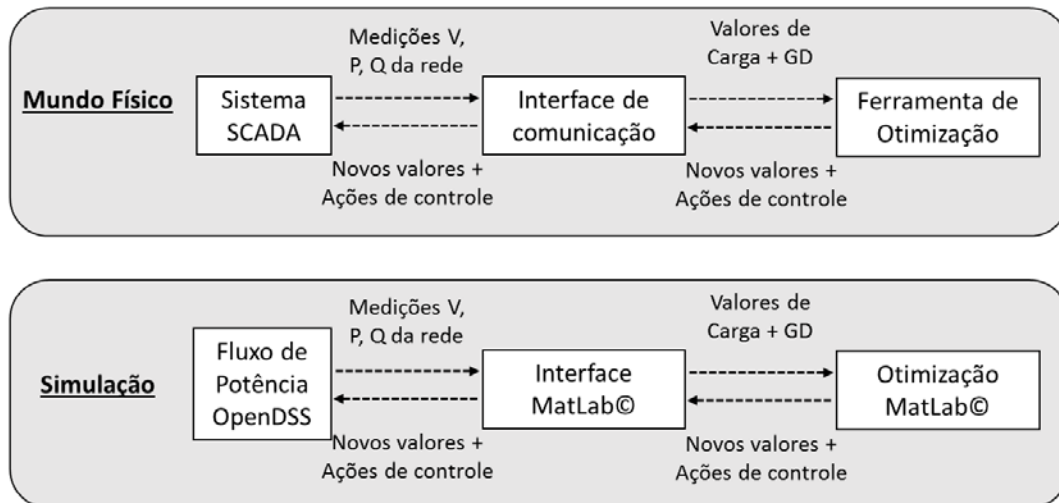 Mundo Físico
Sistema
SCADA
Medições V,
P, Q da rede
Novos valores +
Ações de controle
Interface de
comunicação
Valores de
Carga + GD
Novos valores +
Ações de controle
Ferramenta de
Otimização
Simulação
Fluxo de
Potência
OpenDSS
Medições V,
P, Q da rede
Novos valores +
Ações de controle
Interface
MatLab©
Valores de
Carga + GD
Novos valores +
Ações de controle
Otimização
MatLab©